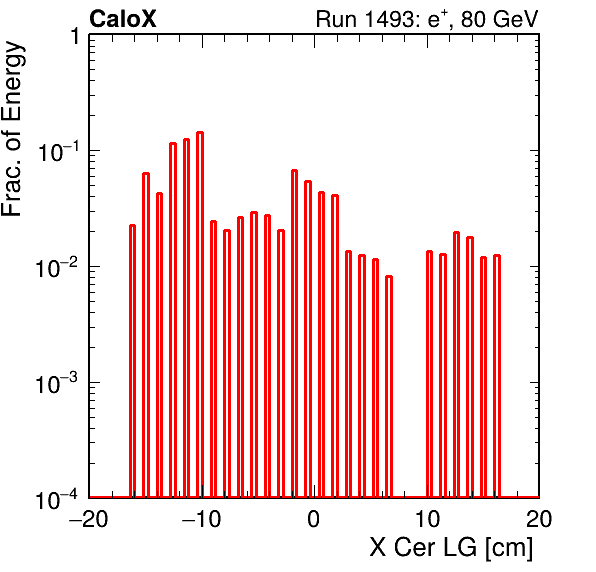 CaloX Run 1493: e⁺, 80 GeV
Frac. of Energy
1
10⁻¹
10⁻²
10⁻³
10⁻⁴
−20 −10 0 10 20
X Cer LG [cm]